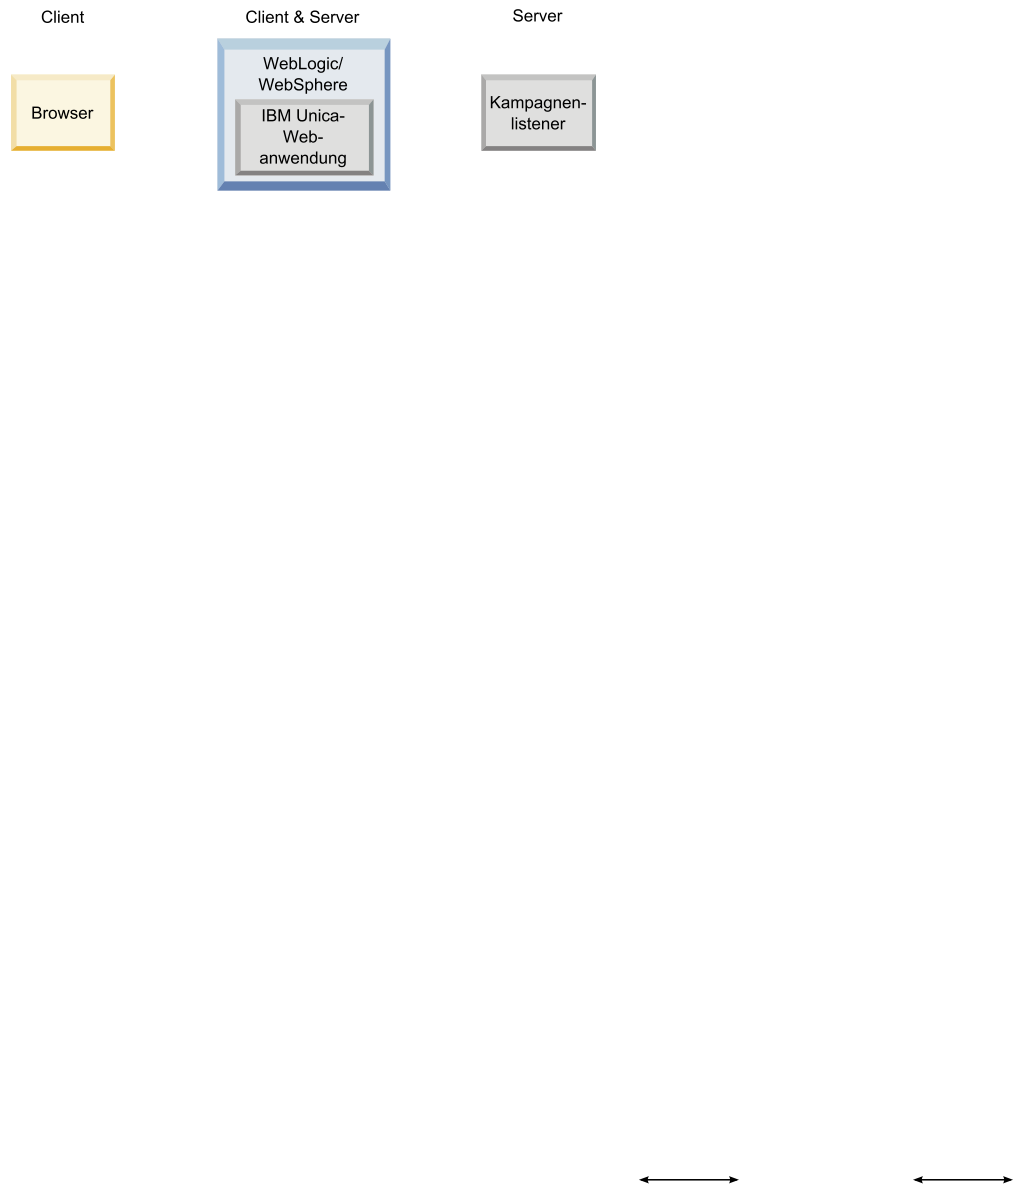 Client
Client & Server
Server
WebLogic/
WebSphere
Browser
IBM Unica-
Web-
anwendung
Kampagnen-
listener